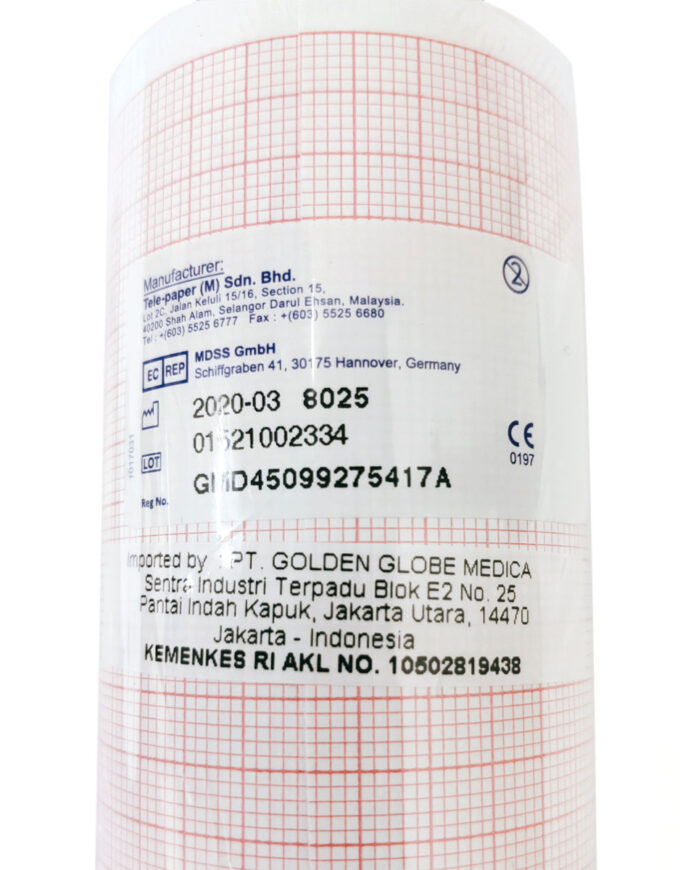 Manufacturer:
Tele-paper (M) Sdn. Bhd.
Lot 2C, Jalan Keluli 15/16, Section 15,
40200 Shah Alam, Selangor Darul Ehsan, Malaysia.
Tel : +(603) 5525 6777 Fax : +(603) 5525 6680
2
EC REP
MDSS GmbH
Schiffgraben 41, 30175 Hannover, Germany
2020-03 8025
LOT
CE
0197
Reg No.
1017031
Imported by : PT. GOLDEN GLOBE MEDICA
Sentra Industri Terpadu Blok E2 No. 25
Pantai Indah Kapuk, Jakarta Utara, 14470
Jakarta - Indonesia
KEMENKES RI AKL NO. 10502819438